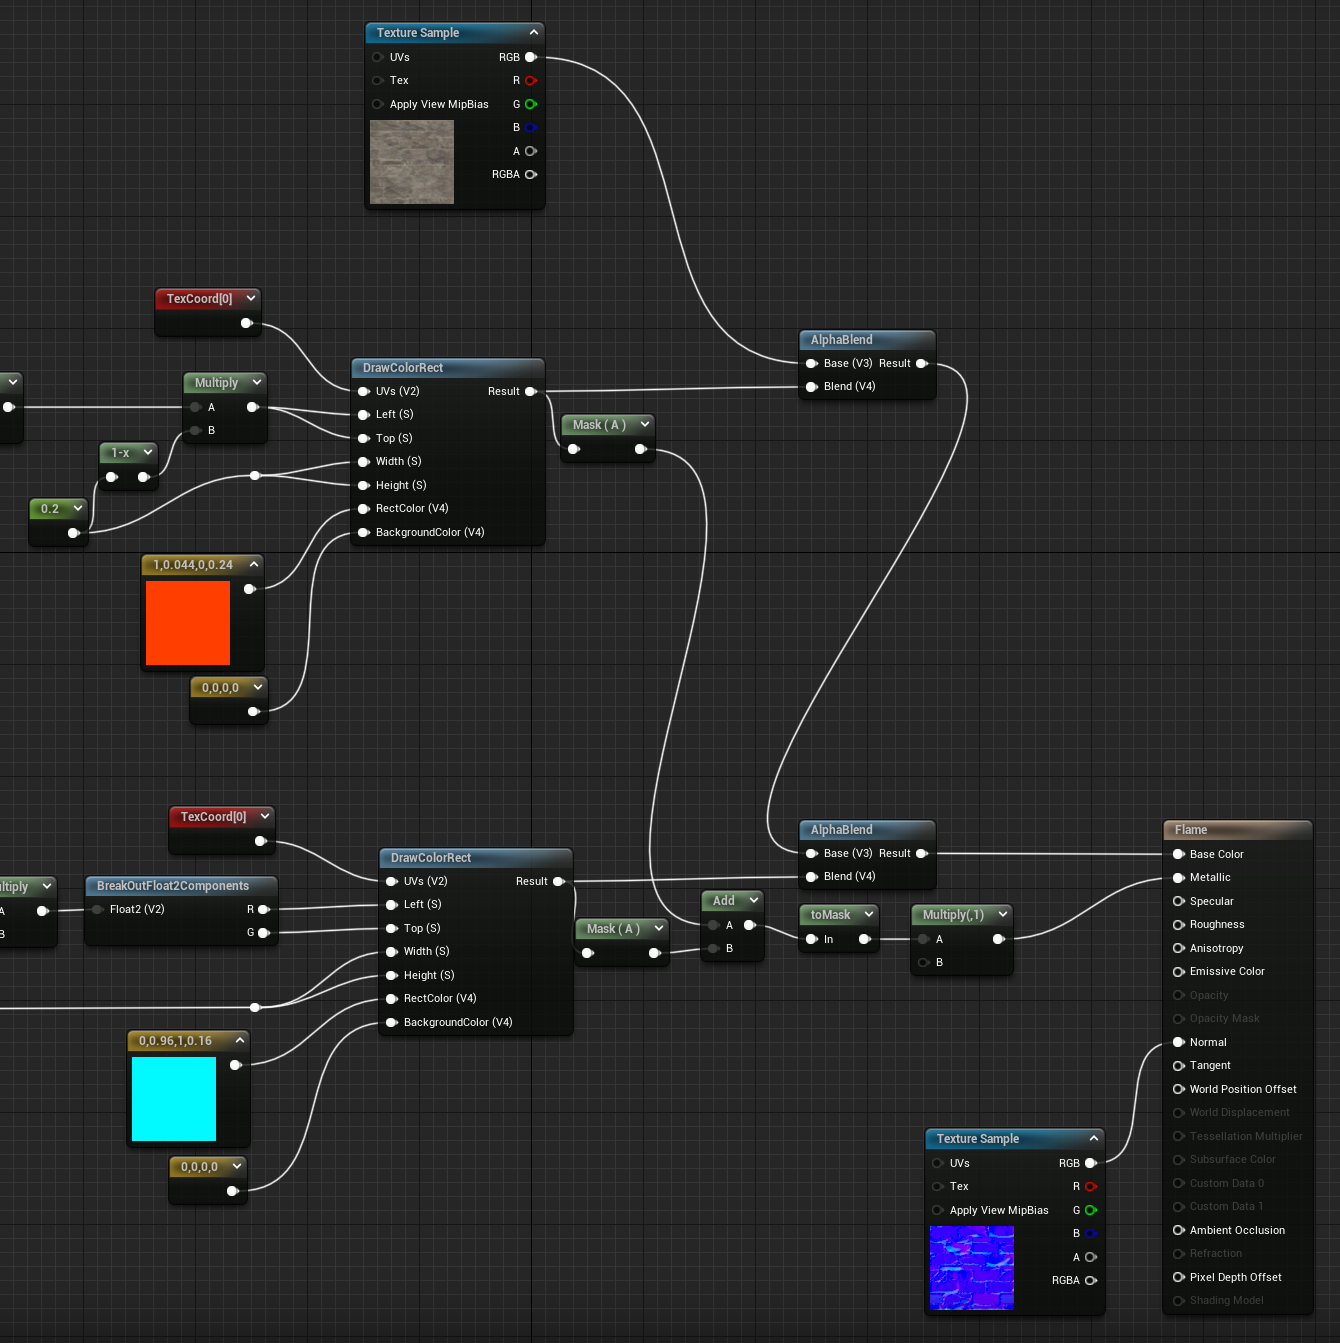 Texture Sample
UVs RGB
Tex R
Apply View MipBias G
B
A
RGBA
TexCoord[0]
Multiply
A
B
1-x
0.2
DrawColorRect
UVs (V2) Result
Left (S)
Top (S)
Width (S)
Height (S)
RectColor (V4)
BackgroundColor (V4)
Mask ( A )
AlphaBlend
Base (V3) Result
Blend (V4)
1,0.044,0,0.24
0,0,0,0
TexCoord[0]
ultiply
A
B
BreakOutFloat2Components
Float2 (V2) R
G
DrawColorRect
UVs (V2) Result
Left (S)
Top (S)
Width (S)
Height (S)
RectColor (V4)
BackgroundColor (V4)
Mask ( A )
Add
A
B
AlphaBlend
Base (V3) Result
Blend (V4)
toMask
In
Multiply(,1)
A
B
0,0.96,1,0.16
0,0,0,0
Flame
Base Color
Metallic
Specular
Roughness
Anisotropy
Emissive Color
Opacity
Opacity Mask
Normal
Tangent
World Position Offset
World Displacement
Tessellation Multiplier
Subsurface Color
Custom Data 0
Custom Data 1
Ambient Occlusion
Refraction
Pixel Depth Offset
Shading Model
Texture Sample
UVs RGB
Tex R
Apply View MipBias G
B
A
RGBA